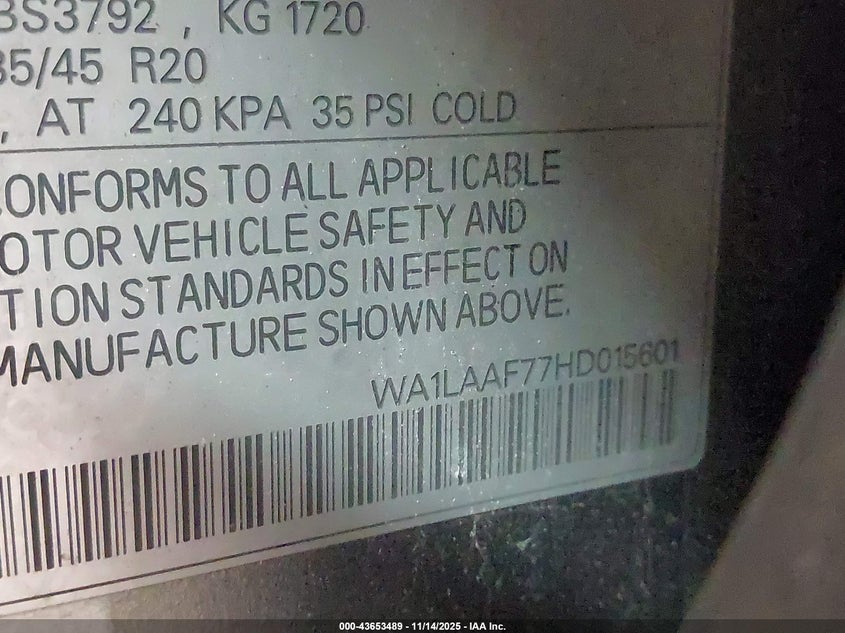 BS3792 , KG 1720
85/45 R20
, AT 240 KPA 35 PSI COLD
CONFORMS TO ALL APPLICABLE
OTOR VEHICLE SAFETY AND
TION STANDARDS IN EFFECT ON
MANUFACTURE SHOWN ABOVE.
WA1LAAF77HD015601
000-43653489 - 11/14/2025 - IAA Inc.